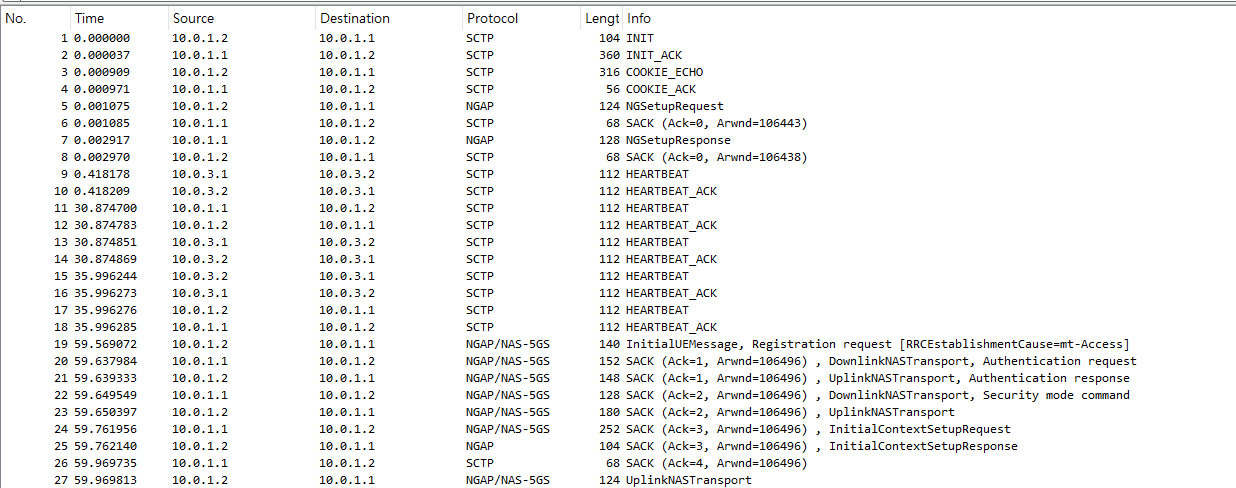 No. Time Source Destination Protocol Lengt Info
1 0.000000 10.0.1.2 10.0.1.1 SCTP 104 INIT
2 0.000037 10.0.1.1 10.0.1.2 SCTP 360 INIT_ACK
3 0.000909 10.0.1.2 10.0.1.1 SCTP 316 COOKIE_ECHO
4 0.000971 10.0.1.1 10.0.1.2 SCTP 56 COOKIE_ACK
5 0.001075 10.0.1.2 10.0.1.1 NGAP 124 NGSetupRequest
6 0.001085 10.0.1.1 10.0.1.2 SCTP 68 SACK (Ack=0, Arwnd=106443)
7 0.002917 10.0.1.1 10.0.1.2 NGAP 128 NGSetupResponse
8 0.002970 10.0.1.2 10.0.1.1 SCTP 68 SACK (Ack=0, Arwnd=106438)
9 0.418178 10.0.3.1 10.0.3.2 SCTP 112 HEARTBEAT
10 0.418209 10.0.3.2 10.0.3.1 SCTP 112 HEARTBEAT_ACK
11 30.874700 10.0.1.1 10.0.1.2 SCTP 112 HEARTBEAT
12 30.874783 10.0.1.2 10.0.1.1 SCTP 112 HEARTBEAT_ACK
13 30.874851 10.0.3.1 10.0.3.2 SCTP 112 HEARTBEAT
14 30.874869 10.0.3.2 10.0.3.1 SCTP 112 HEARTBEAT_ACK
15 35.996244 10.0.3.2 10.0.3.1 SCTP 112 HEARTBEAT
16 35.996273 10.0.3.1 10.0.3.2 SCTP 112 HEARTBEAT_ACK
17 35.996276 10.0.1.2 10.0.1.1 SCTP 112 HEARTBEAT
18 35.996285 10.0.1.1 10.0.1.2 SCTP 112 HEARTBEAT_ACK
19 59.569072 10.0.1.2 10.0.1.1 NGAP/NAS-5GS 140 InitialUEMessage, Registration request [RRCEstablishmentCause=mt-Access]
20 59.637984 10.0.1.1 10.0.1.2 NGAP/NAS-5GS 152 SACK (Ack=1, Arwnd=106496) , DownlinkNASTransport, Authentication request
21 59.639333 10.0.1.2 10.0.1.1 NGAP/NAS-5GS 148 SACK (Ack=1, Arwnd=106496) , UplinkNASTransport, Authentication response
22 59.649549 10.0.1.1 10.0.1.2 NGAP/NAS-5GS 128 SACK (Ack=2, Arwnd=106496) , DownlinkNASTransport, Security mode command
23 59.650397 10.0.1.2 10.0.1.1 NGAP/NAS-5GS 180 SACK (Ack=2, Arwnd=106496) , UplinkNASTransport
24 59.761956 10.0.1.1 10.0.1.2 NGAP/NAS-5GS 252 SACK (Ack=3, Arwnd=106496) , InitialContextSetupRequest
25 59.762140 10.0.1.2 10.0.1.1 NGAP 104 SACK (Ack=3, Arwnd=106496) , InitialContextSetupResponse
26 59.969735 10.0.1.1 10.0.1.2 SCTP 68 SACK (Ack=4, Arwnd=106496)
27 59.969813 10.0.1.2 10.0.1.1 NGAP/NAS-5GS 124 UplinkNASTransport